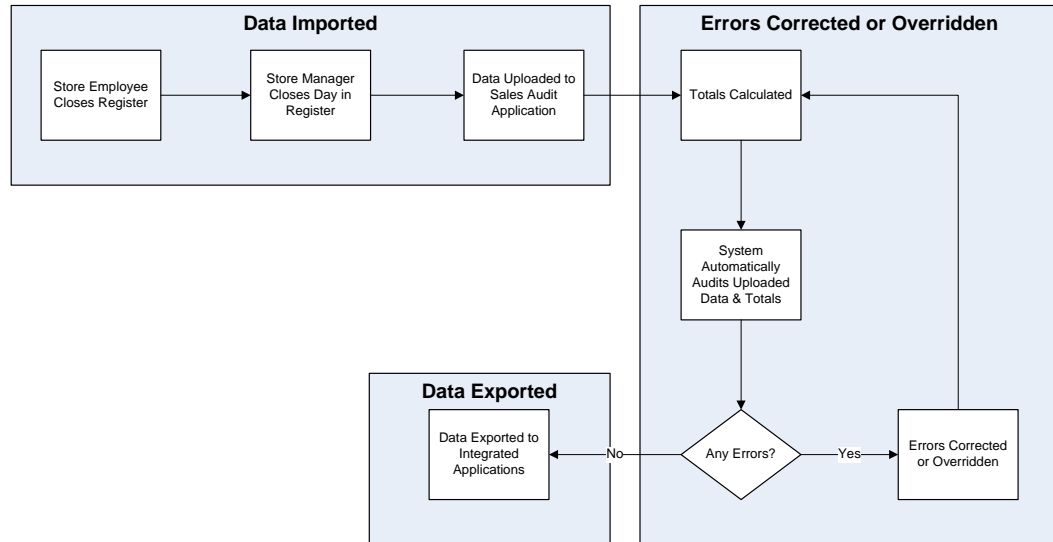 Data Imported
Store Employee
Closes Register
Store Manager
Closes Day in
Register
Data Uploaded to
Sales Audit
Application
Errors Corrected or Overridden
Totals Calculated
System
Automatically
Audits Uploaded
Data & Totals
Any Errors?
Yes
Errors Corrected
or Overridden
No
Data Exported
Data Exported to
Integrated
Applications